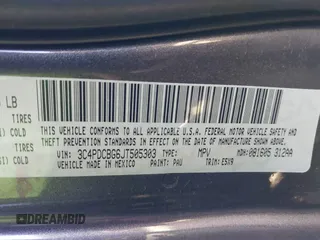 LB
TIRES
COLD
TIRES
COLD
THIS VEHICLE CONFORMS TO ALL APPLICABLE U.S.A. FEDERAL MOTOR VEHICLE SAFETY AND
THEFT PREVENTION STANDARDS IN EFFECT ON THE DATE OF MANUFACTURE SHOWN ABOVE.
VIN: 3C4PDCBG6JT505303 TYPE: MPV MDH: 081605 312AA
VEHICLE MADE IN MEXICO PAINT: PAU TRIM: E5X9
DREAMBID